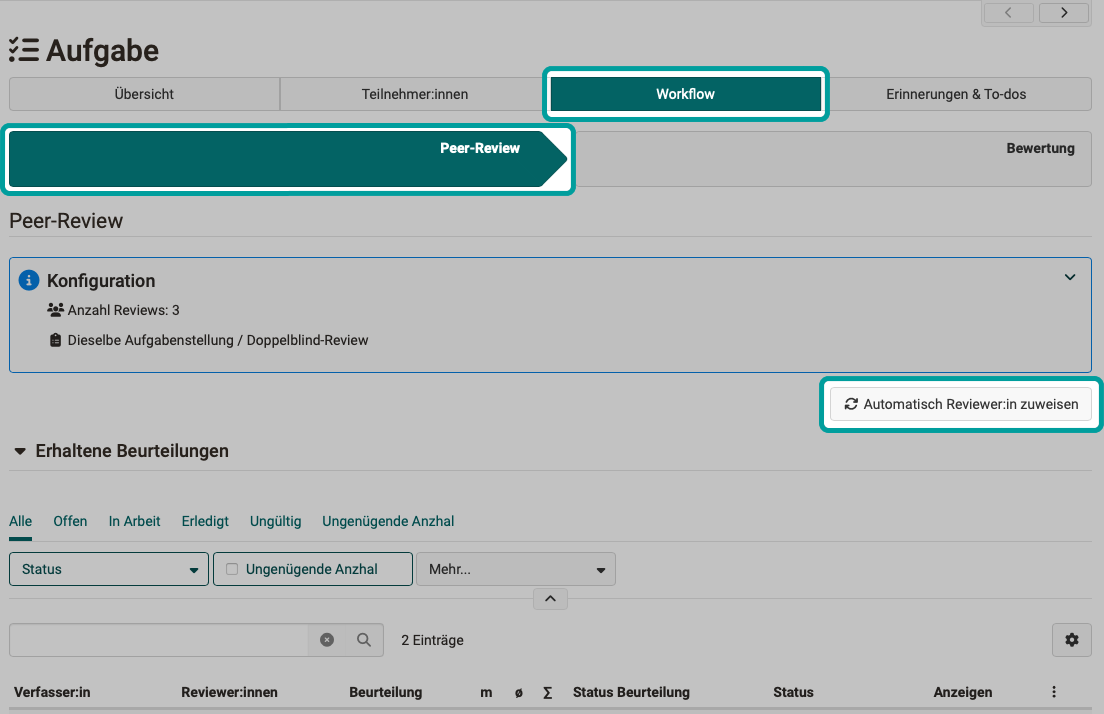 Aufgabe
Übersicht Teilnehmer:innen Workflow Erinnerungen & To-dos
Peer-Review Bewertung
Peer-Review
Konfiguration
Anzahl Reviews: 3
Dieselbe Aufgabenstellung / Doppelblind-Review
Automatisch Reviewer:in zuweisen
Erhaltene Beurteilungen
Alle Offen In Arbeit Erledigt Ungültig Ungenügende Anzhal
Status Ungenügende Anzhal Mehr...
2 Einträge
Verfasser:in Reviewer:innen Beurteilung m ø Σ Status Beurteilung Status Anzeigen